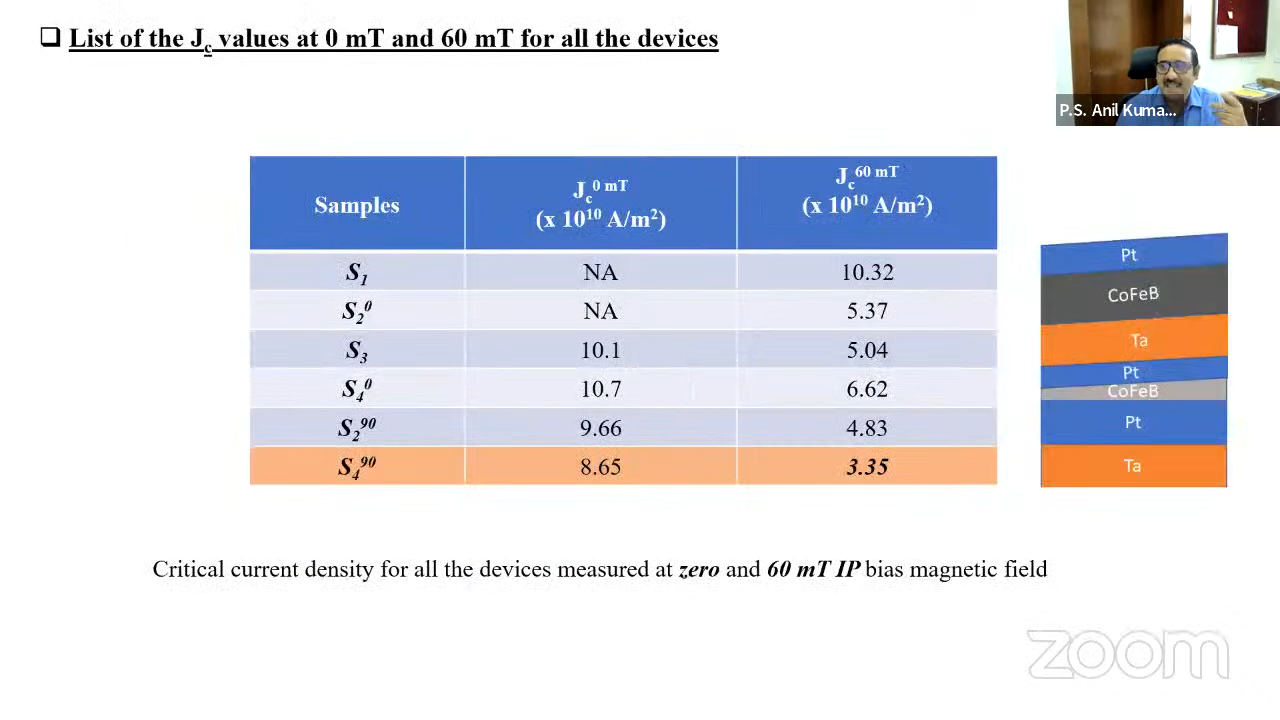 ❑ List of the Jc values at 0 mT and 60 mT for all the devices
P.S. Anil Kuma...
Samples
Jc^0 mT
(x 10^10 A/m^2)
Jc^60 mT
(x 10^10 A/m^2)
S1 NA 10.32
S2^0 NA 5.37
S3 10.1 5.04
S4^0 10.7 6.62
S2^90 9.66 4.83
S4^90 8.65 3.35
Pt
CoFeB
Ta
Pt
CoFeB
Pt
Ta
Critical current density for all the devices measured at zero and 60 mT IP bias magnetic field
zoom